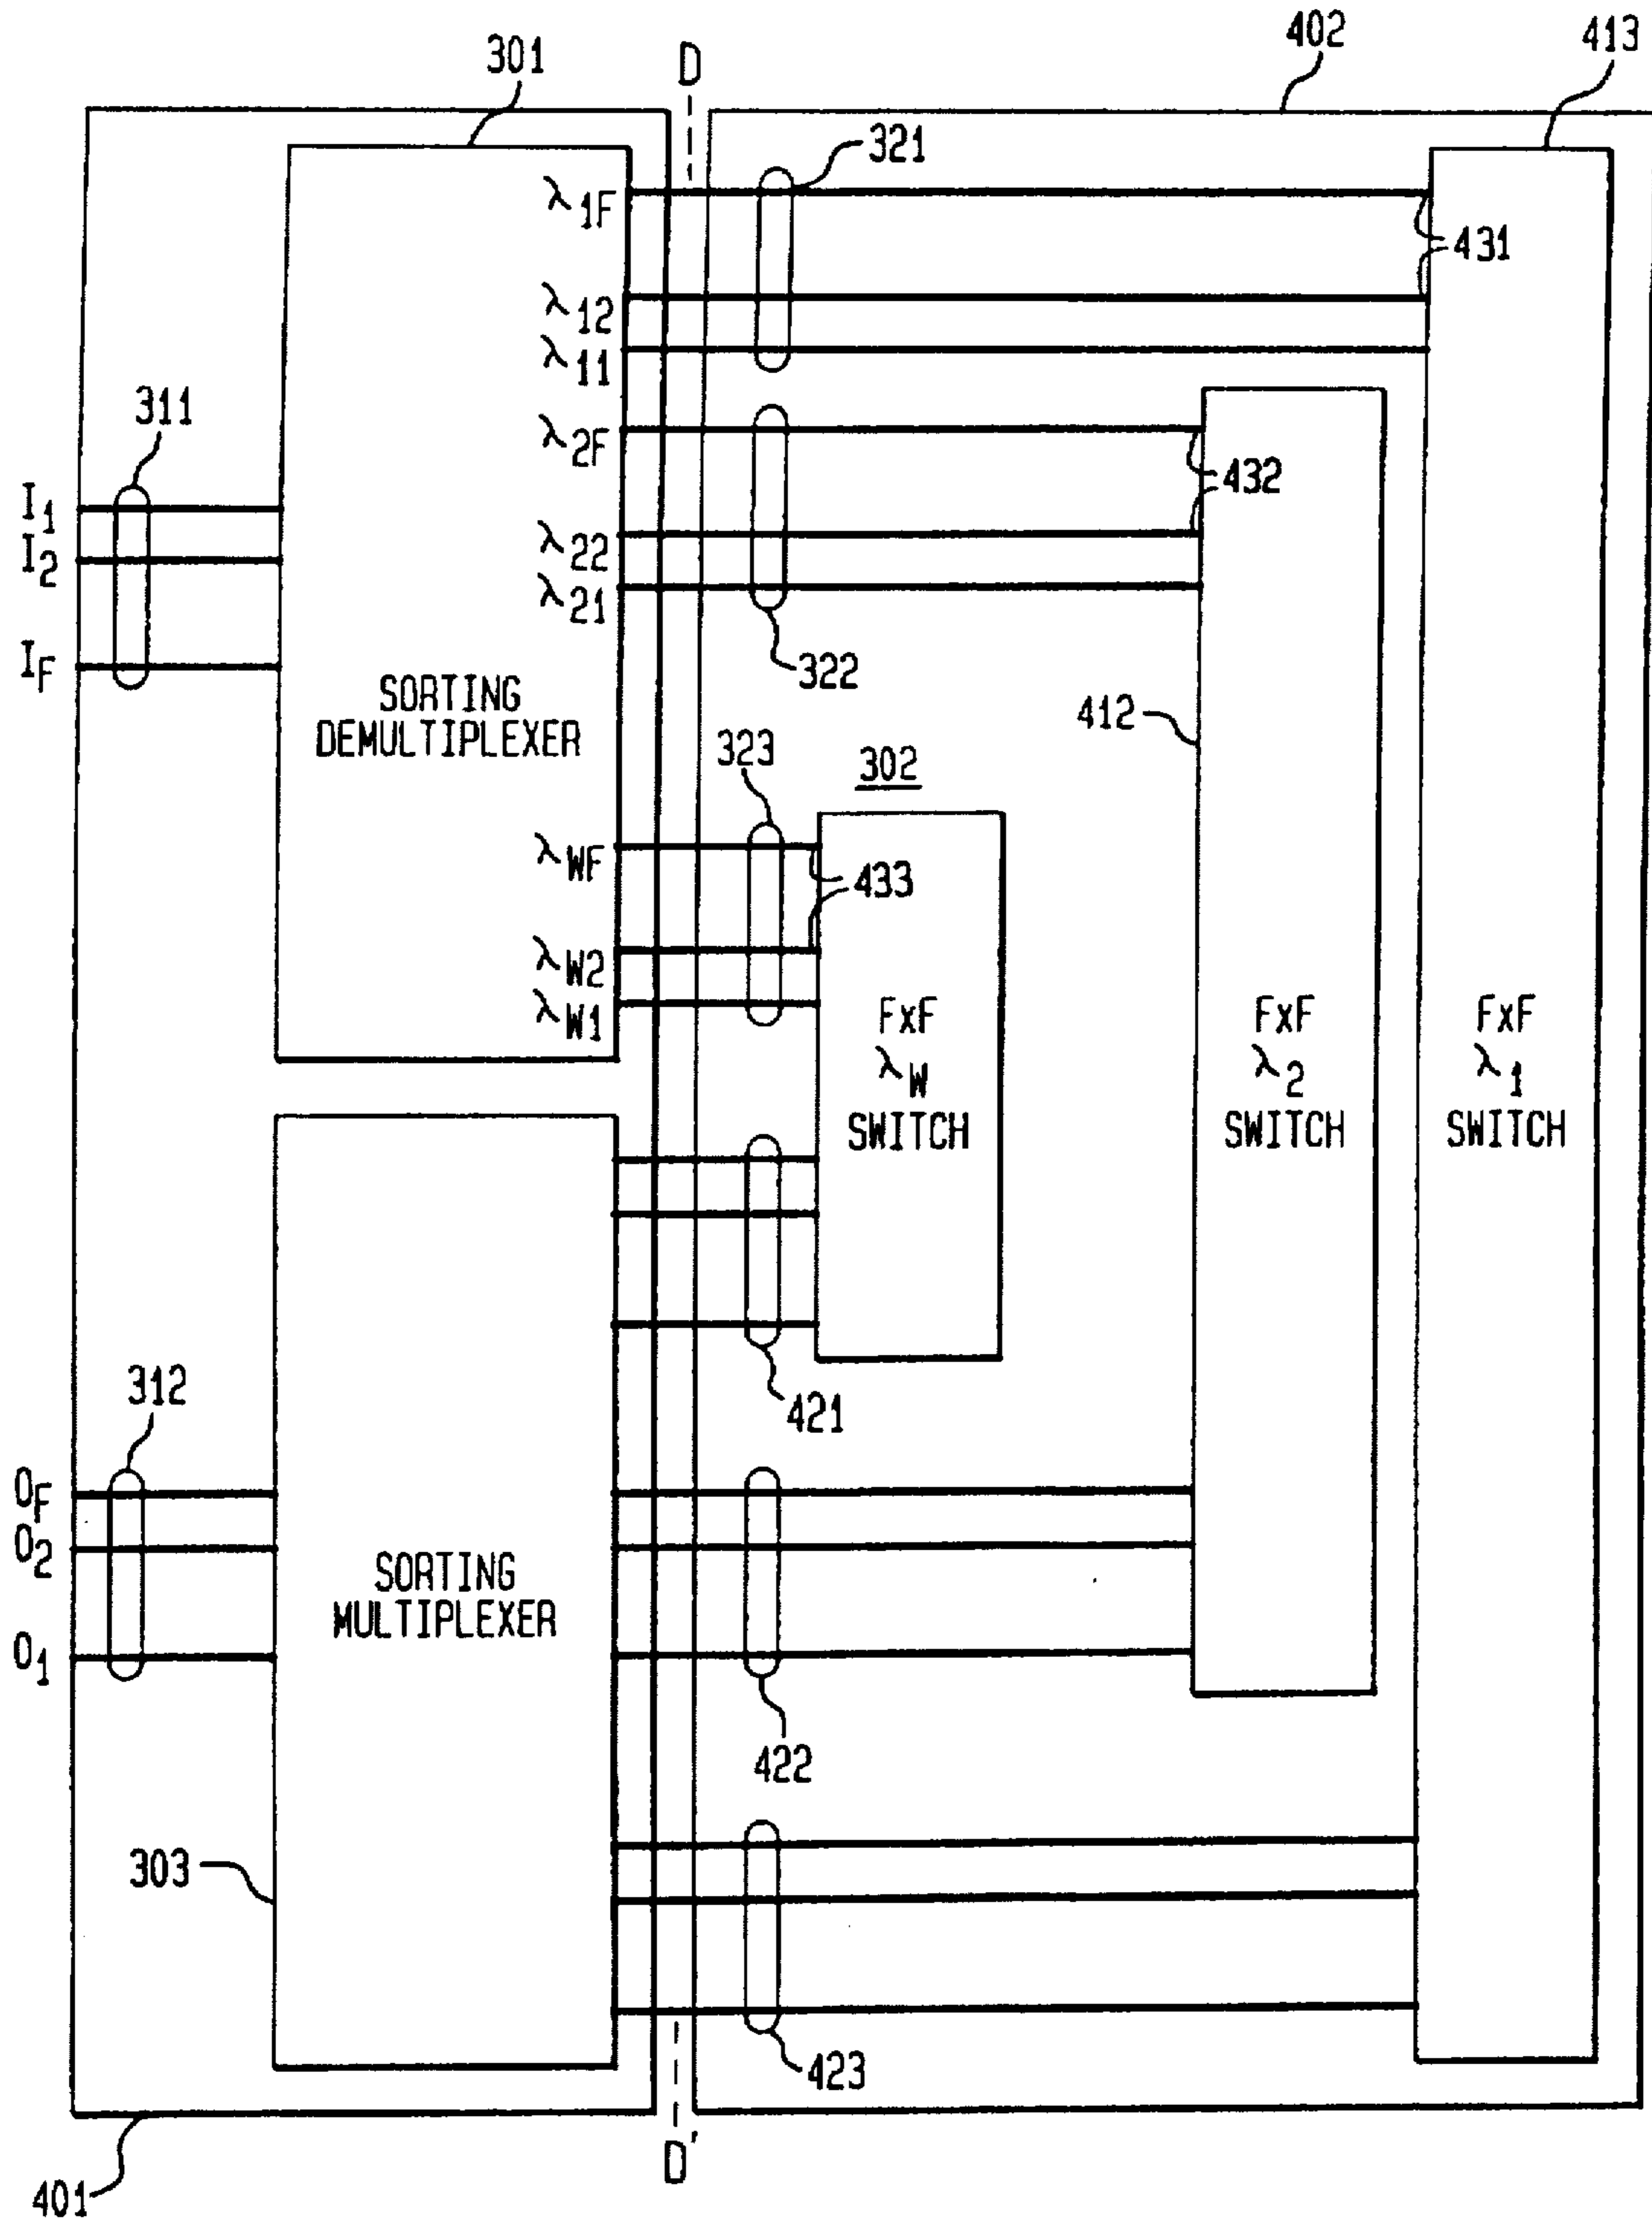 301
D
402
413
321
λ1F
431
λ12
λ11
311
λ2F
432
I1
λ22
I2
λ21
IF
322
SORTING
DEMULTIPLEXER
412
323
302
λWF
433
λW2
λW1
FxF
λW
SWITCH
FxF
λ2
SWITCH
FxF
λ1
SWITCH
312
421
OF
O2
SORTING
MULTIPLEXER
O1
422
303
423
D'
401